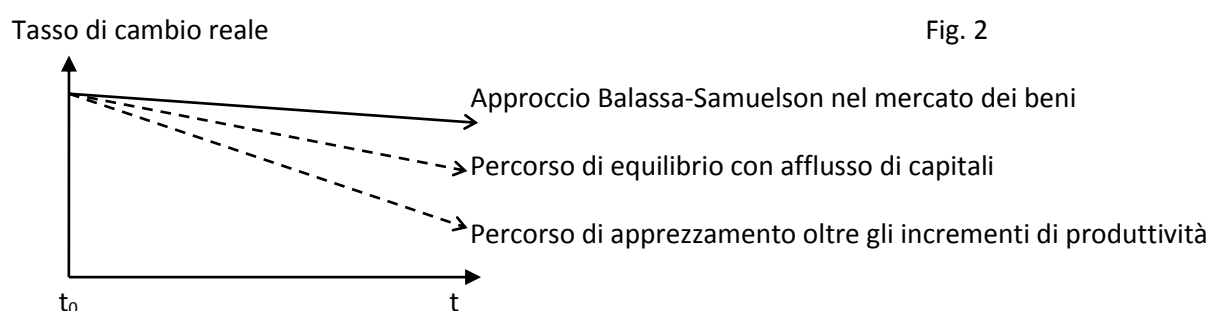 Tasso di cambio reale
Fig. 2
Approccio Balassa-Samuelson nel mercato dei beni
Percorso di equilibrio con afflusso di capitali
Percorso di apprezzamento oltre gli incrementi di produttività
t₀
t